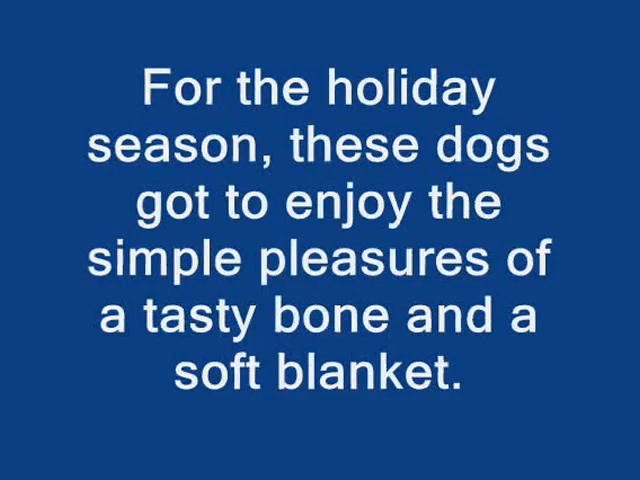 For the holiday
season, these dogs
got to enjoy the
simple pleasures of
a tasty bone and a
soft blanket.